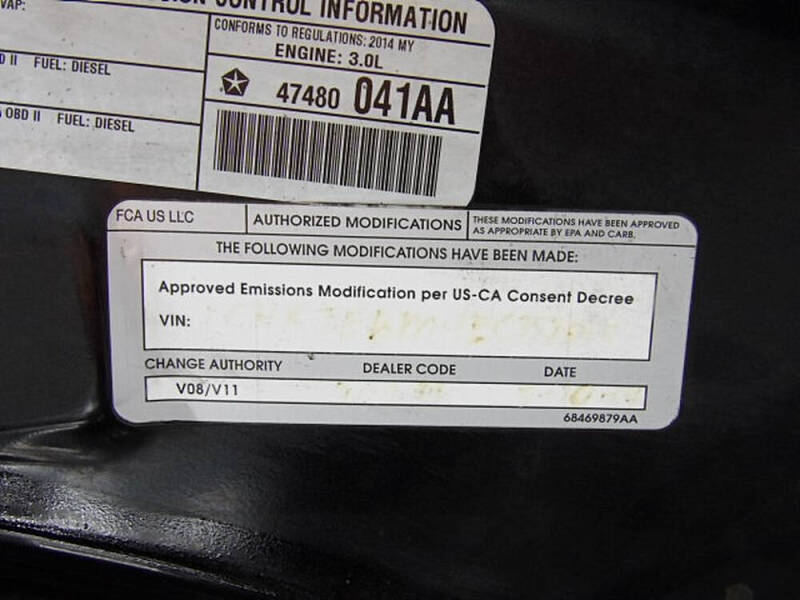 VAP:
CONTROL INFORMATION
CONFORMS TO REGULATIONS: 2014 MY
ENGINE: 3.0L
D II FUEL: DIESEL
47480 041AA
OBD II FUEL: DIESEL
FCA US LLC
AUTHORIZED MODIFICATIONS
THESE MODIFICATIONS HAVE BEEN APPROVED
AS APPROPRIATE BY EPA AND CARB.
THE FOLLOWING MODIFICATIONS HAVE BEEN MADE:
Approved Emissions Modification per US-CA Consent Decree
VIN:
CHANGE AUTHORITY DEALER CODE DATE
V08/V11
68469879AA